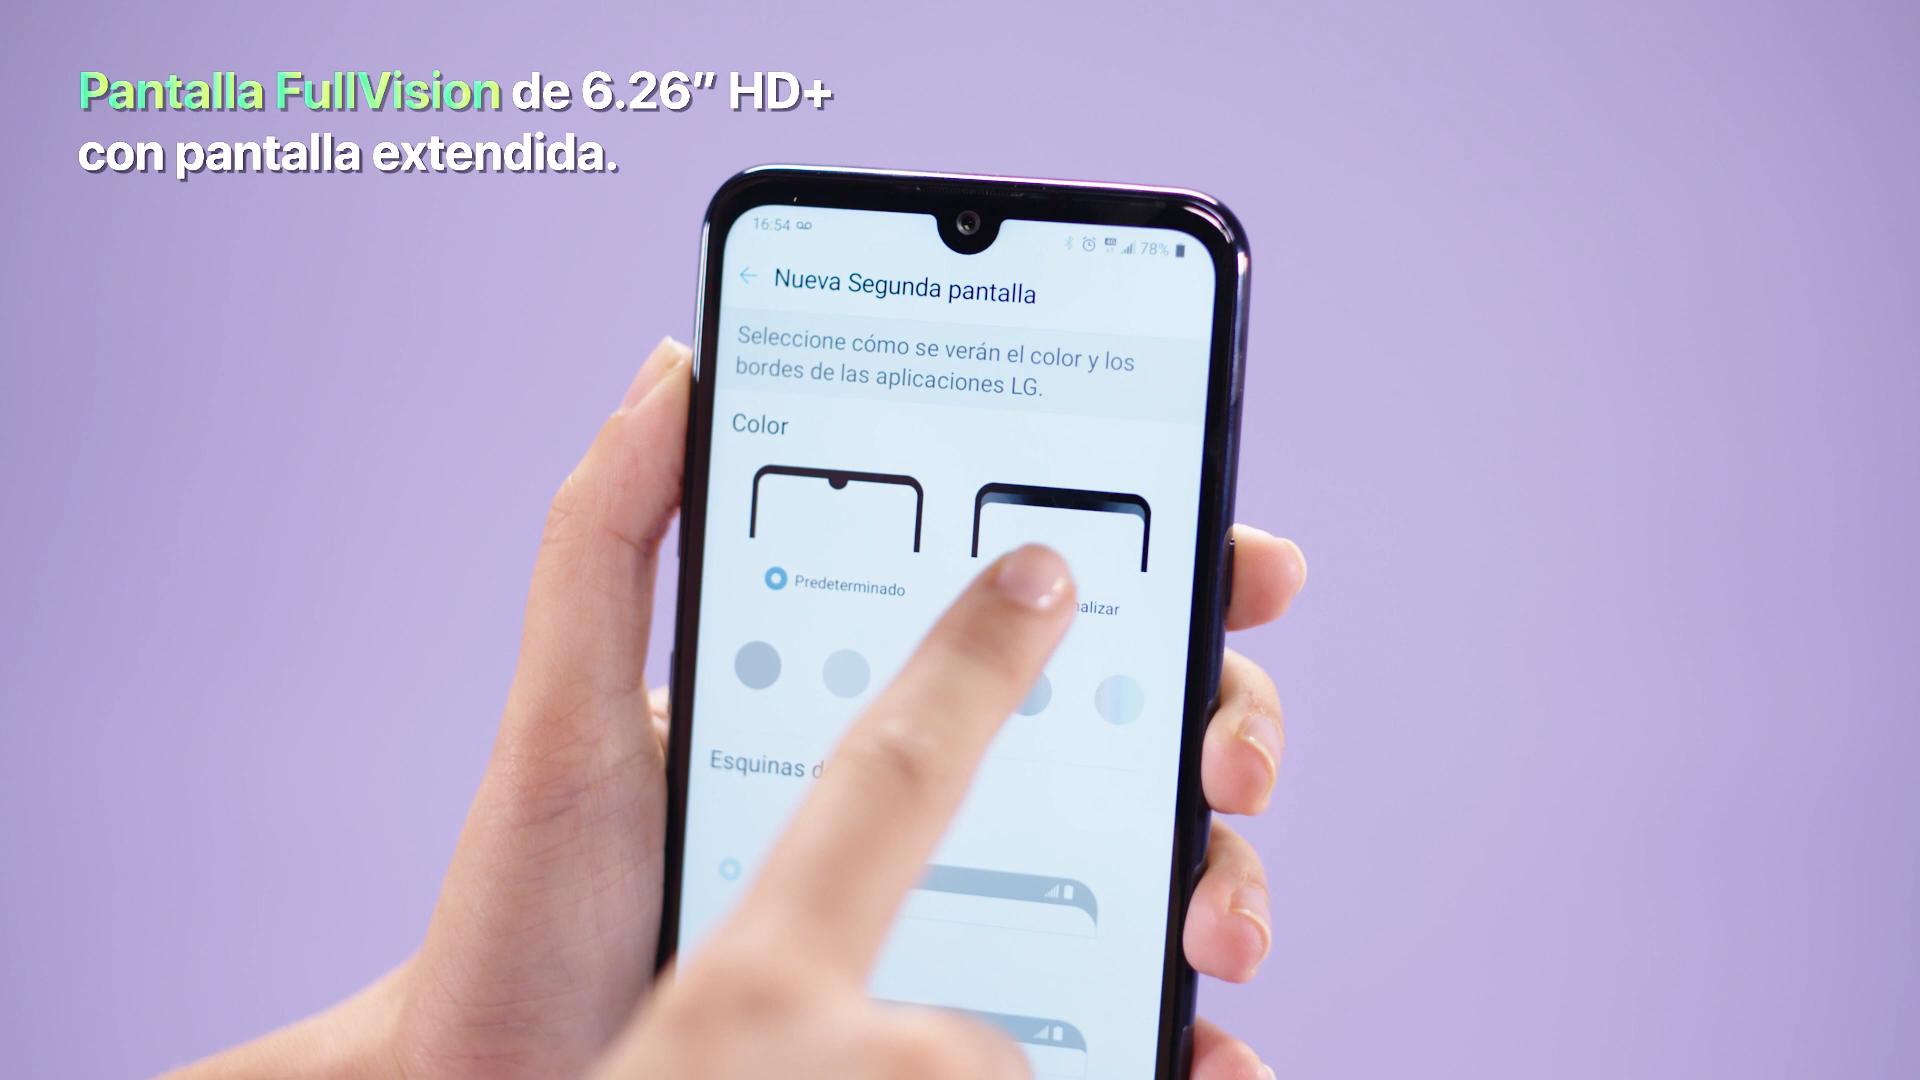 Pantalla FullVision de 6.26" HD+
con pantalla extendida.
16:54
4G
78%
Nueva Segunda pantalla
Seleccione cómo se verán el color y los
bordes de las aplicaciones LG.
Color
Predeterminado
Esquinas